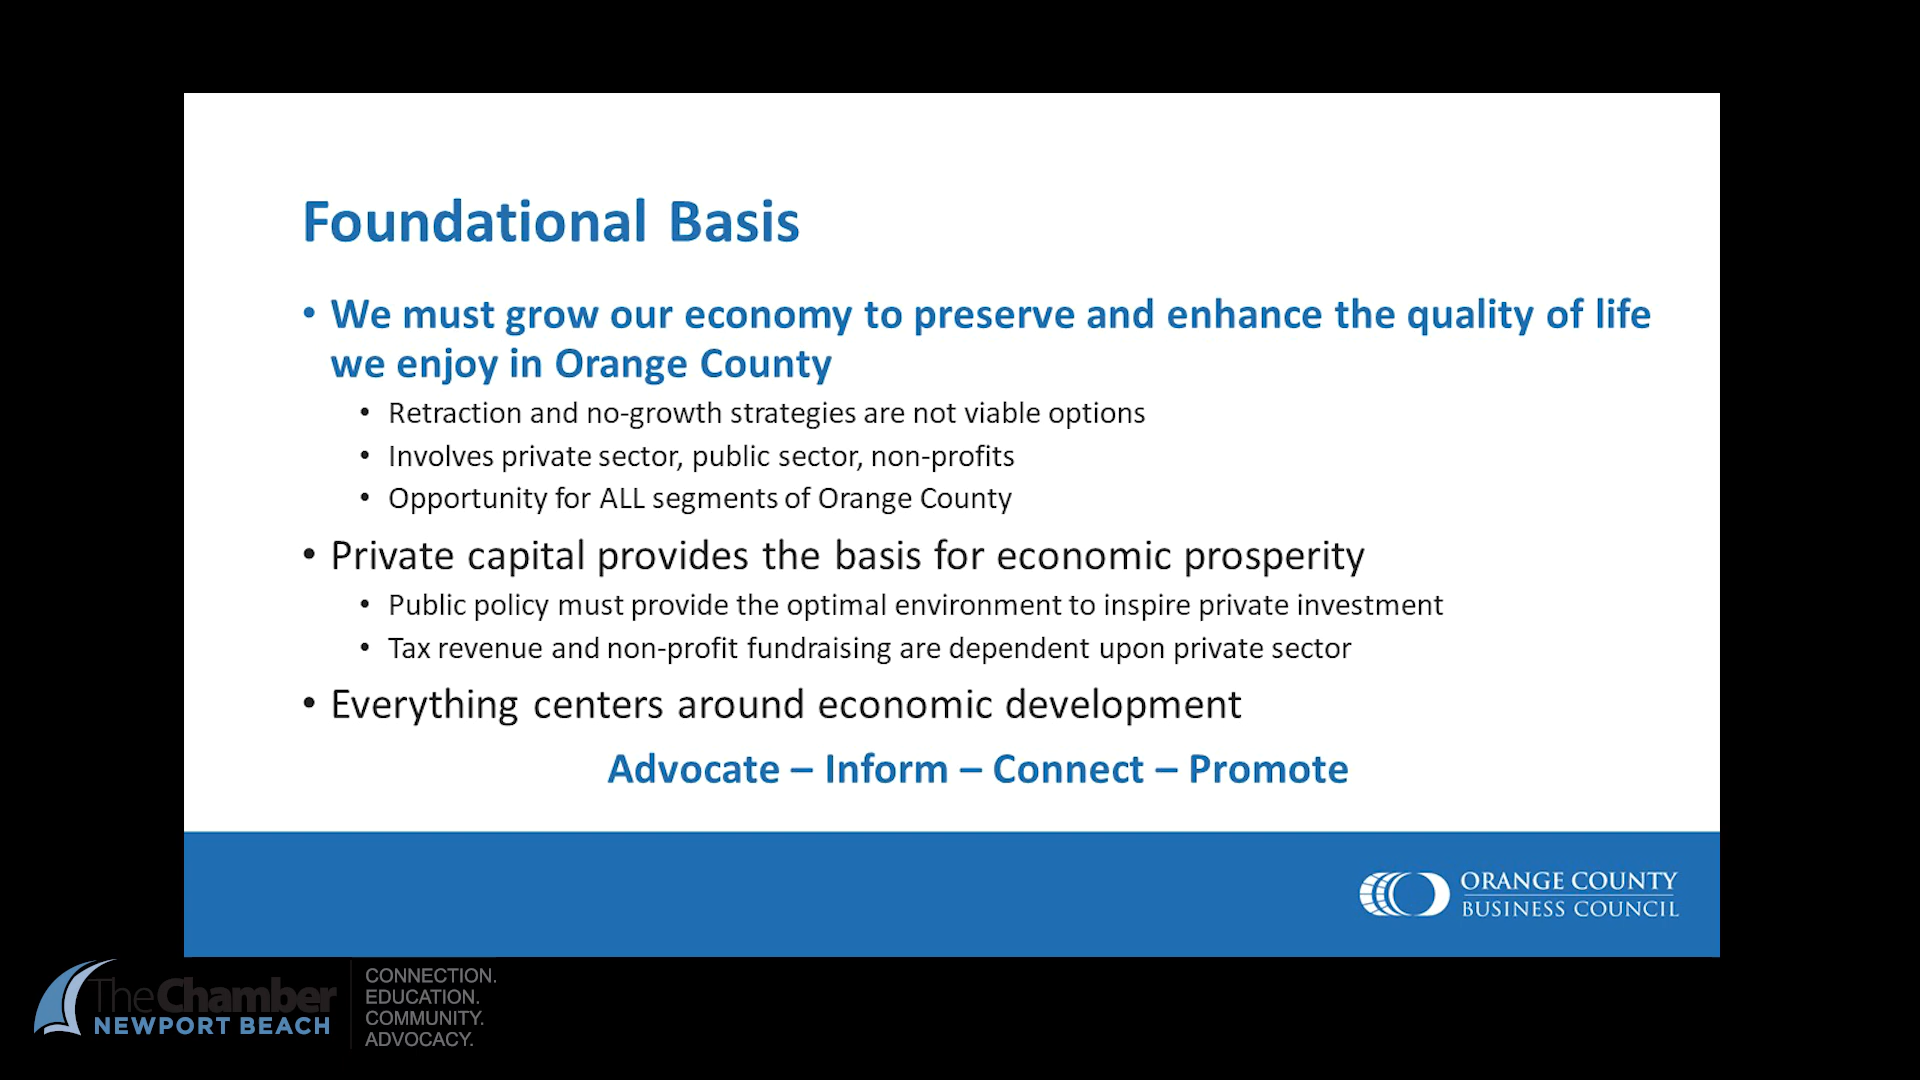 Foundational Basis
• We must grow our economy to preserve and enhance the quality of life
we enjoy in Orange County
• Retraction and no-growth strategies are not viable options
• Involves private sector, public sector, non-profits
• Opportunity for ALL segments of Orange County
• Private capital provides the basis for economic prosperity
• Public policy must provide the optimal environment to inspire private investment
• Tax revenue and non-profit fundraising are dependent upon private sector
• Everything centers around economic development
Advocate – Inform – Connect – Promote
ORANGE COUNTY
BUSINESS COUNCIL
TheChamber
NEWPORT BEACH
CONNECTION.
EDUCATION.
COMMUNITY.
ADVOCACY.